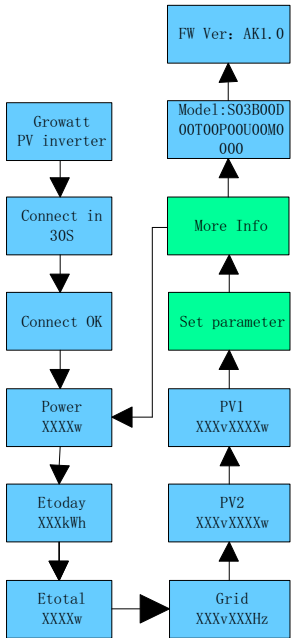 FW Ver: AK1.0
Growatt
PV inverter
Model:S03B00D
00T00P00U00M0
000
Connect in
30S
More Info
Connect OK
Set parameter
Power
XXXXw
PV1
XXXvXXXXw
Etoday
XXXkWh
PV2
XXXvXXXXw
Etotal
XXXXw
Grid
XXXvXXXHz